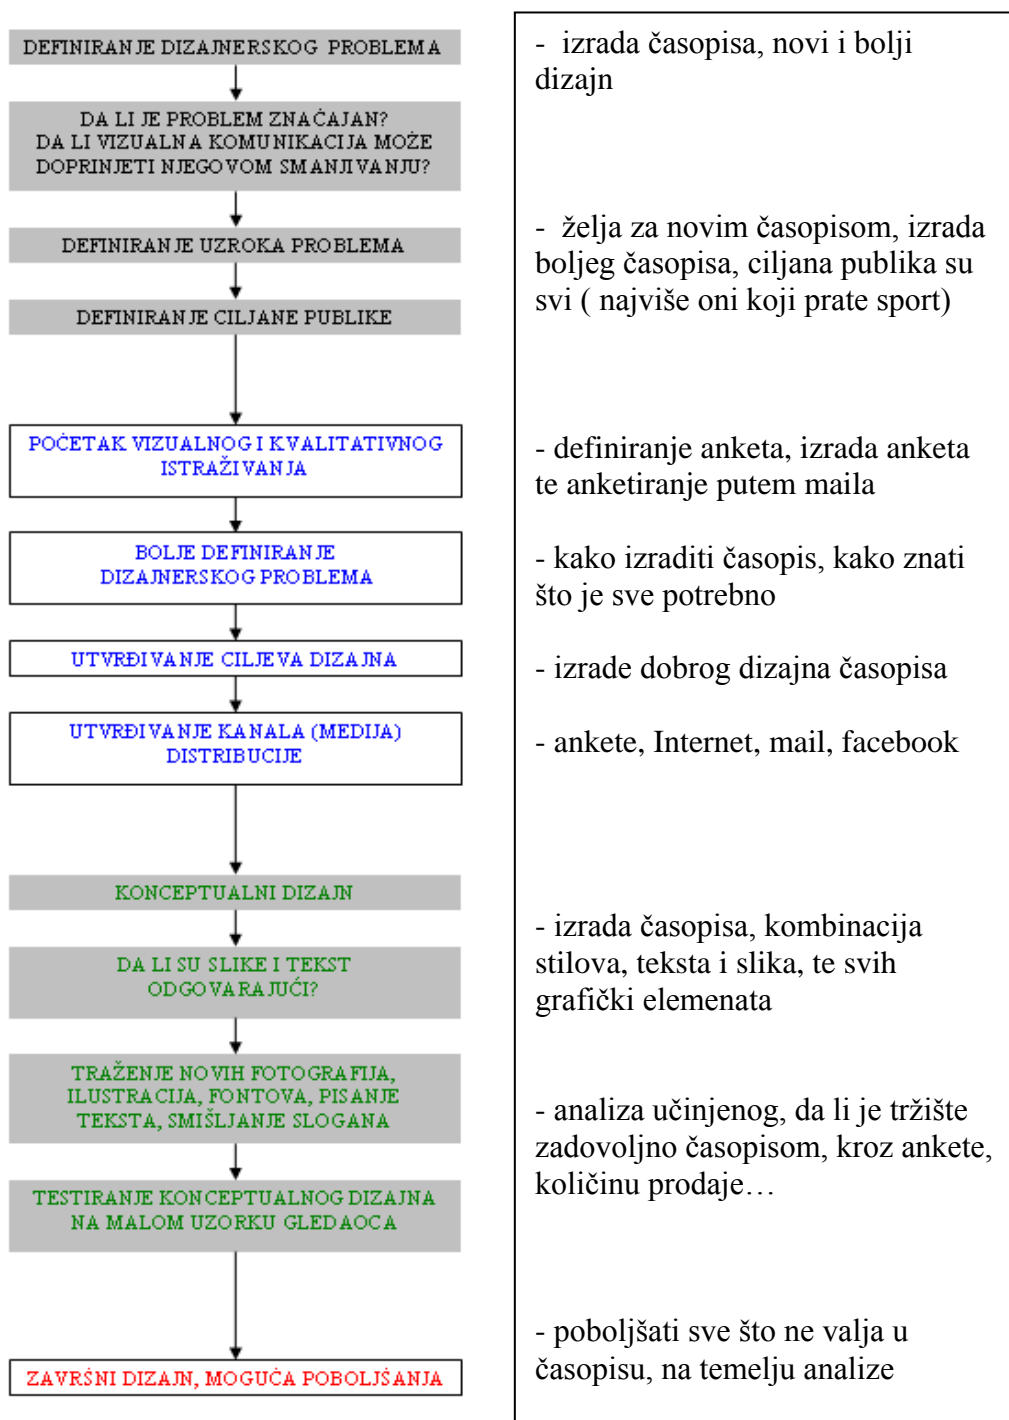 DEFINIRANJE DIZAJNERSKOG PROBLEMA
DA LI JE PROBLEM ZNAČAJAN?
DA LI VIZUALNA KOMUNIKACIJA MOŽE
DOPRINJETI NJEGOVOM SMANJIVANJU?
DEFINIRANJE UZROKA PROBLEMA
DEFINIRANJE CILJANE PUBLIKE
POČETAK VIZUALNOG I KVALITATIVNOG
ISTRAŽIVANJA
BOLJE DEFINIRANJE
DIZAJNERSKOG PROBLEMA
UTVRĐIVANJE CILJEVA DIZAJNA
UTVRĐIVANJE KANALA (MEDIJA)
DISTRIBUCIJE
KONCEPTUALNI DIZAJN
DA LI SU SLIKE I TEKST
ODGOVARAJUĆI?
TRAŽENJE NOVIH FOTOGRAFIJA,
ILUSTRACIJA, FONTOVA, PISANJE
TEKSTA, SMIŠLJANJE SLOGANA
TESTIRANJE KONCEPTUALNOG DIZAJNA
NA MALOM UZORKU GLEDAOCA
ZAVRŠNI DIZAJN, MOGUĆA POBOLJŠANJA
- izrada časopisa, novi i bolji
dizajn
- želja za novim časopisom, izrada
boljeg časopisa, ciljana publika su
svi ( najviše oni koji prate sport)
- definiranje anketa, izrada anketa
te anketiranje putem maila
- kako izraditi časopis, kako znati
što je sve potrebno
- izrade dobrog dizajna časopisa
- ankete, Internet, mail, facebook
- izrada časopisa, kombinacija
stilova, teksta i slika, te svih
grafički elemenata
- analiza učinjenog, da li je tržište
zadovoljno časopisom, kroz ankete,
količinu prodaje…
- poboljšati sve što ne valja u
časopisu, na temelju analize